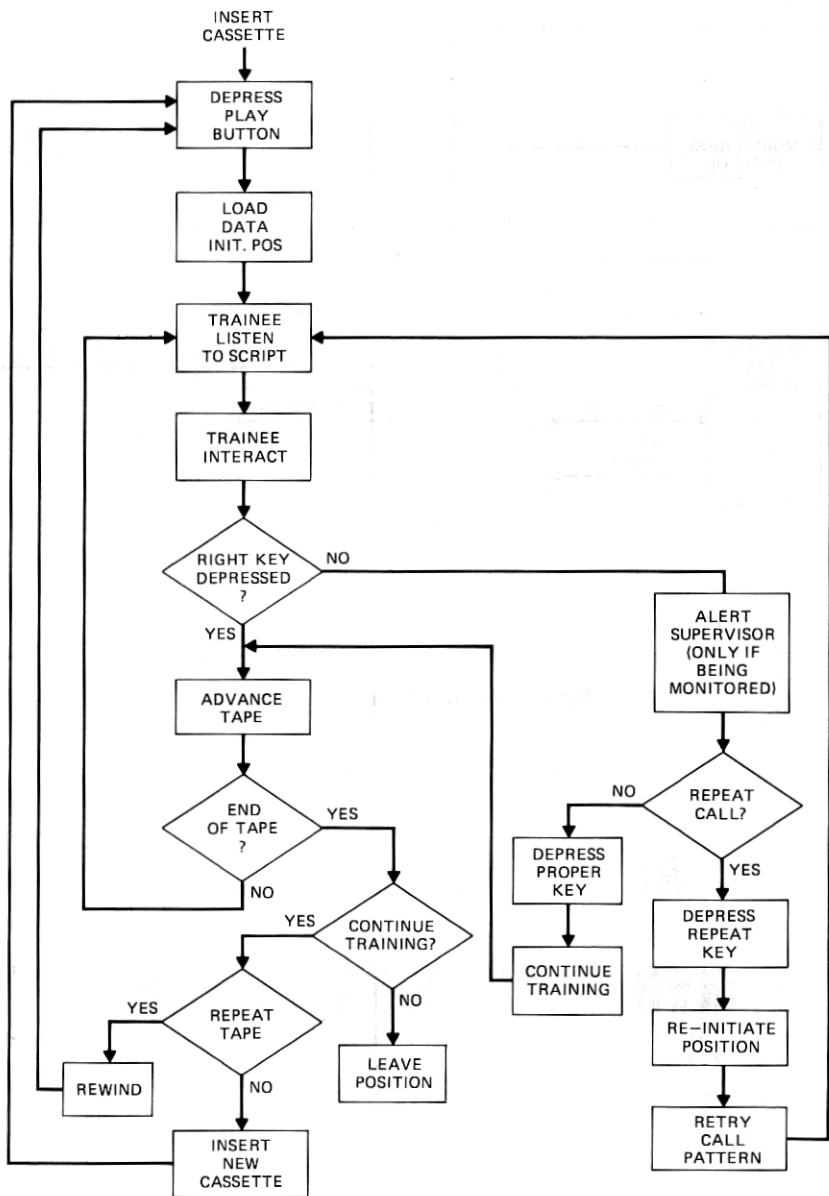 INSERT
CASSETTE
DEPRESS
PLAY
BUTTON
LOAD
DATA
INIT. POS
TRAINEE
LISTEN
TO SCRIPT
TRAINEE
INTERACT
RIGHT KEY
DEPRESSED
?
NO
YES
ALERT
SUPERVISOR
(ONLY IF
BEING
MONITORED)
ADVANCE
TAPE
END
OF TAPE
?
YES
NO
REPEAT
CALL?
NO
YES
DEPRESS
PROPER
KEY
CONTINUE
TRAINING
DEPRESS
REPEAT
KEY
RE-INITIATE
POSITION
RETRY
CALL
PATTERN
CONTINUE
TRAINING?
YES
NO
LEAVE
POSITION
REPEAT
TAPE
YES
NO
REWIND
INSERT
NEW
CASSETTE